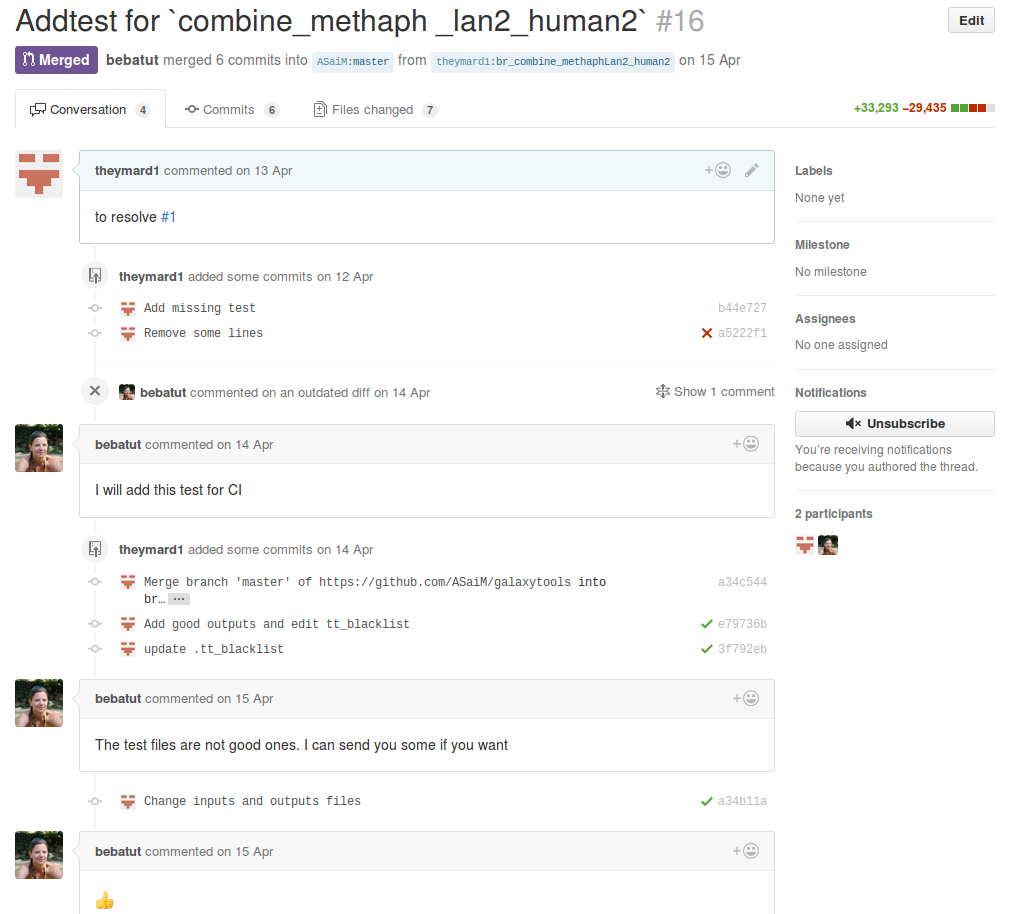 Addtest for `combine_methaph _lan2_human2` #16
Edit
Merged bebatut merged 6 commits into ASaiM:master from theymard1:br_combine_methaphLan2_human2 on 15 Apr
Conversation 4 Commits 6 Files changed 7
+33,293 −29,435
theymard1 commented on 13 Apr
to resolve #1
theymard1 added some commits on 12 Apr
Add missing test b44e727
Remove some lines a5222f1
bebatut commented on an outdated diff on 14 Apr Show 1 comment
bebatut commented on 14 Apr
I will add this test for CI
theymard1 added some commits on 14 Apr
Merge branch 'master' of https://github.com/ASaiM/galaxytools into a34c544
br… …
Add good outputs and edit tt_blacklist e79736b
update .tt_blacklist 3f792eb
bebatut commented on 15 Apr
The test files are not good ones. I can send you some if you want
Change inputs and outputs files a34b11a
bebatut commented on 15 Apr
👍
Labels
None yet
Milestone
No milestone
Assignees
No one assigned
Notifications
Unsubscribe
You're receiving notifications
because you authored the thread.
2 participants